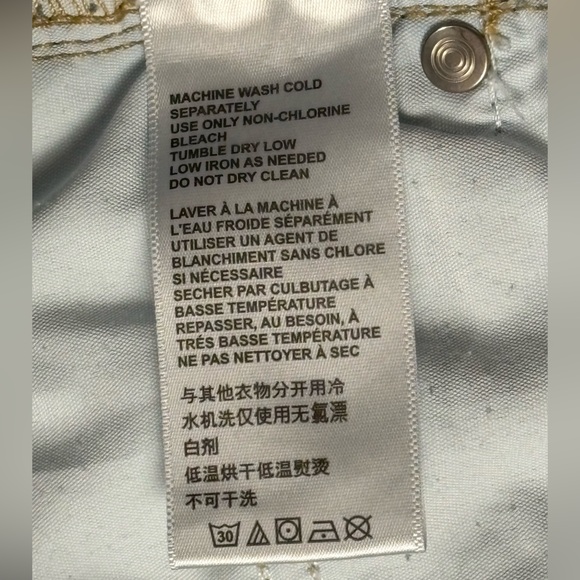 MACHINE WASH COLD
SEPARATELY
USE ONLY NON-CHLORINE
BLEACH
TUMBLE DRY LOW
LOW IRON AS NEEDED
DO NOT DRY CLEAN
LAVER À LA MACHINE À
L'EAU FROIDE SÉPARÉMENT
UTILISER UN AGENT DE
BLANCHIMENT SANS CHLORE
SI NÉCESSAIRE
SECHER PAR CULBUTAGE À
BASSE TEMPÉRATURE
REPASSER, AU BESOIN, À
TRÉS BASSE TEMPÉRATURE
NE PAS NETTOYER À SEC
与其他衣物分开用冷
水机洗仅使用无氯漂
白剂
低温烘干低温熨烫
不可干洗
30